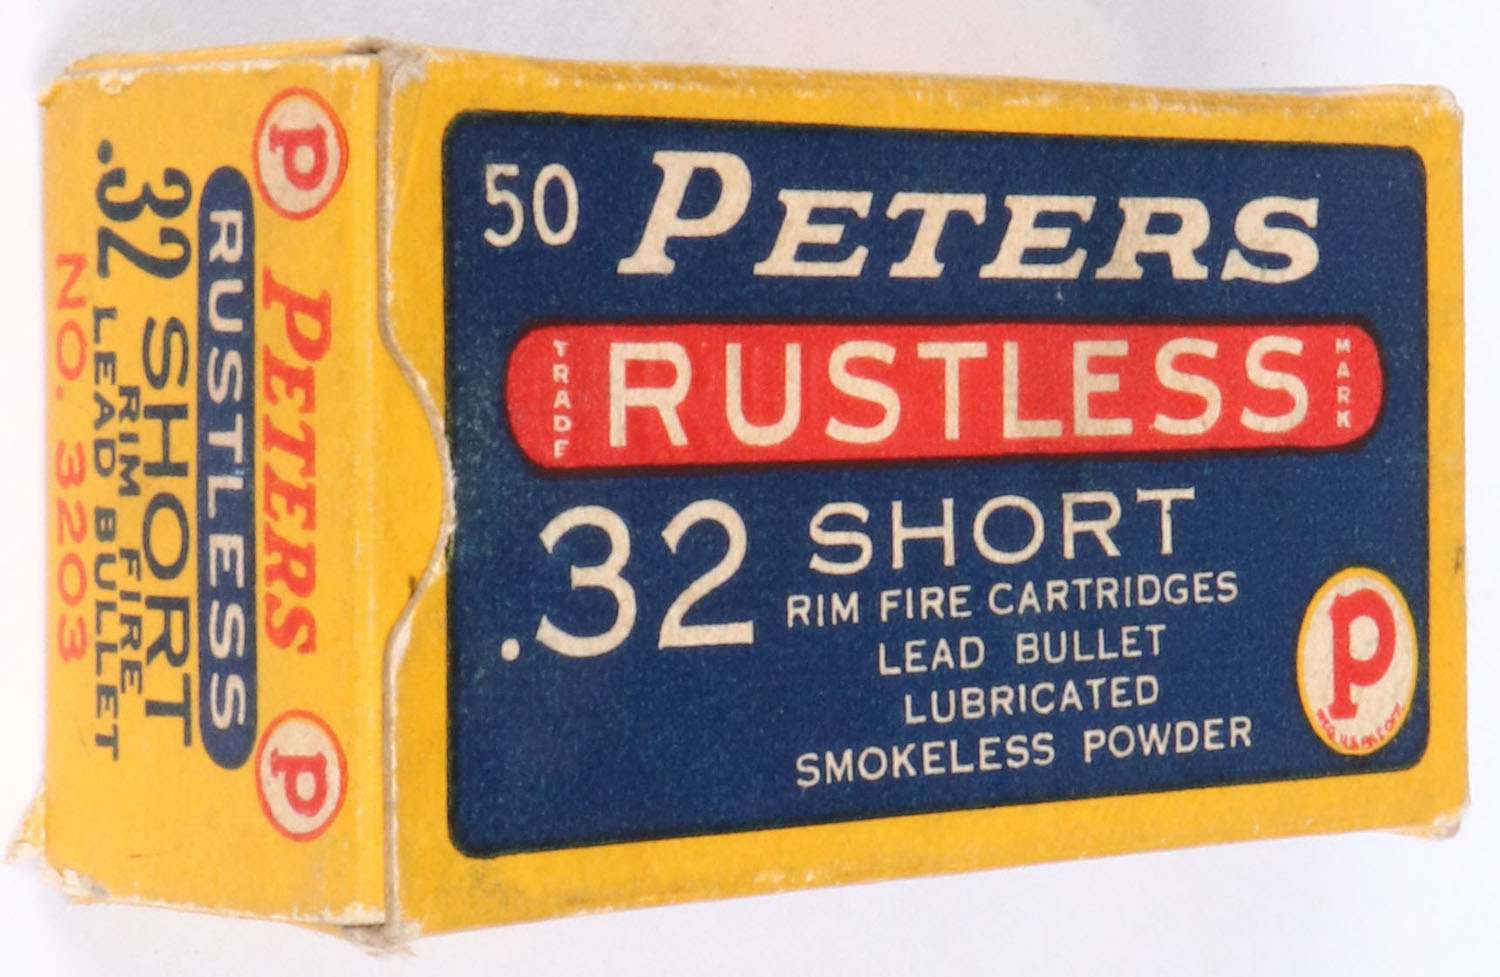 50 PETERS
TRADE RUSTLESS MARK
.32 SHORT
RIM FIRE CARTRIDGES
LEAD BULLET
LUBRICATED
SMOKELESS POWDER
P
P PETERS P
RUSTLESS
.32 SHORT
.32 RIM FIRE
LEAD BULLET
NO. 3203